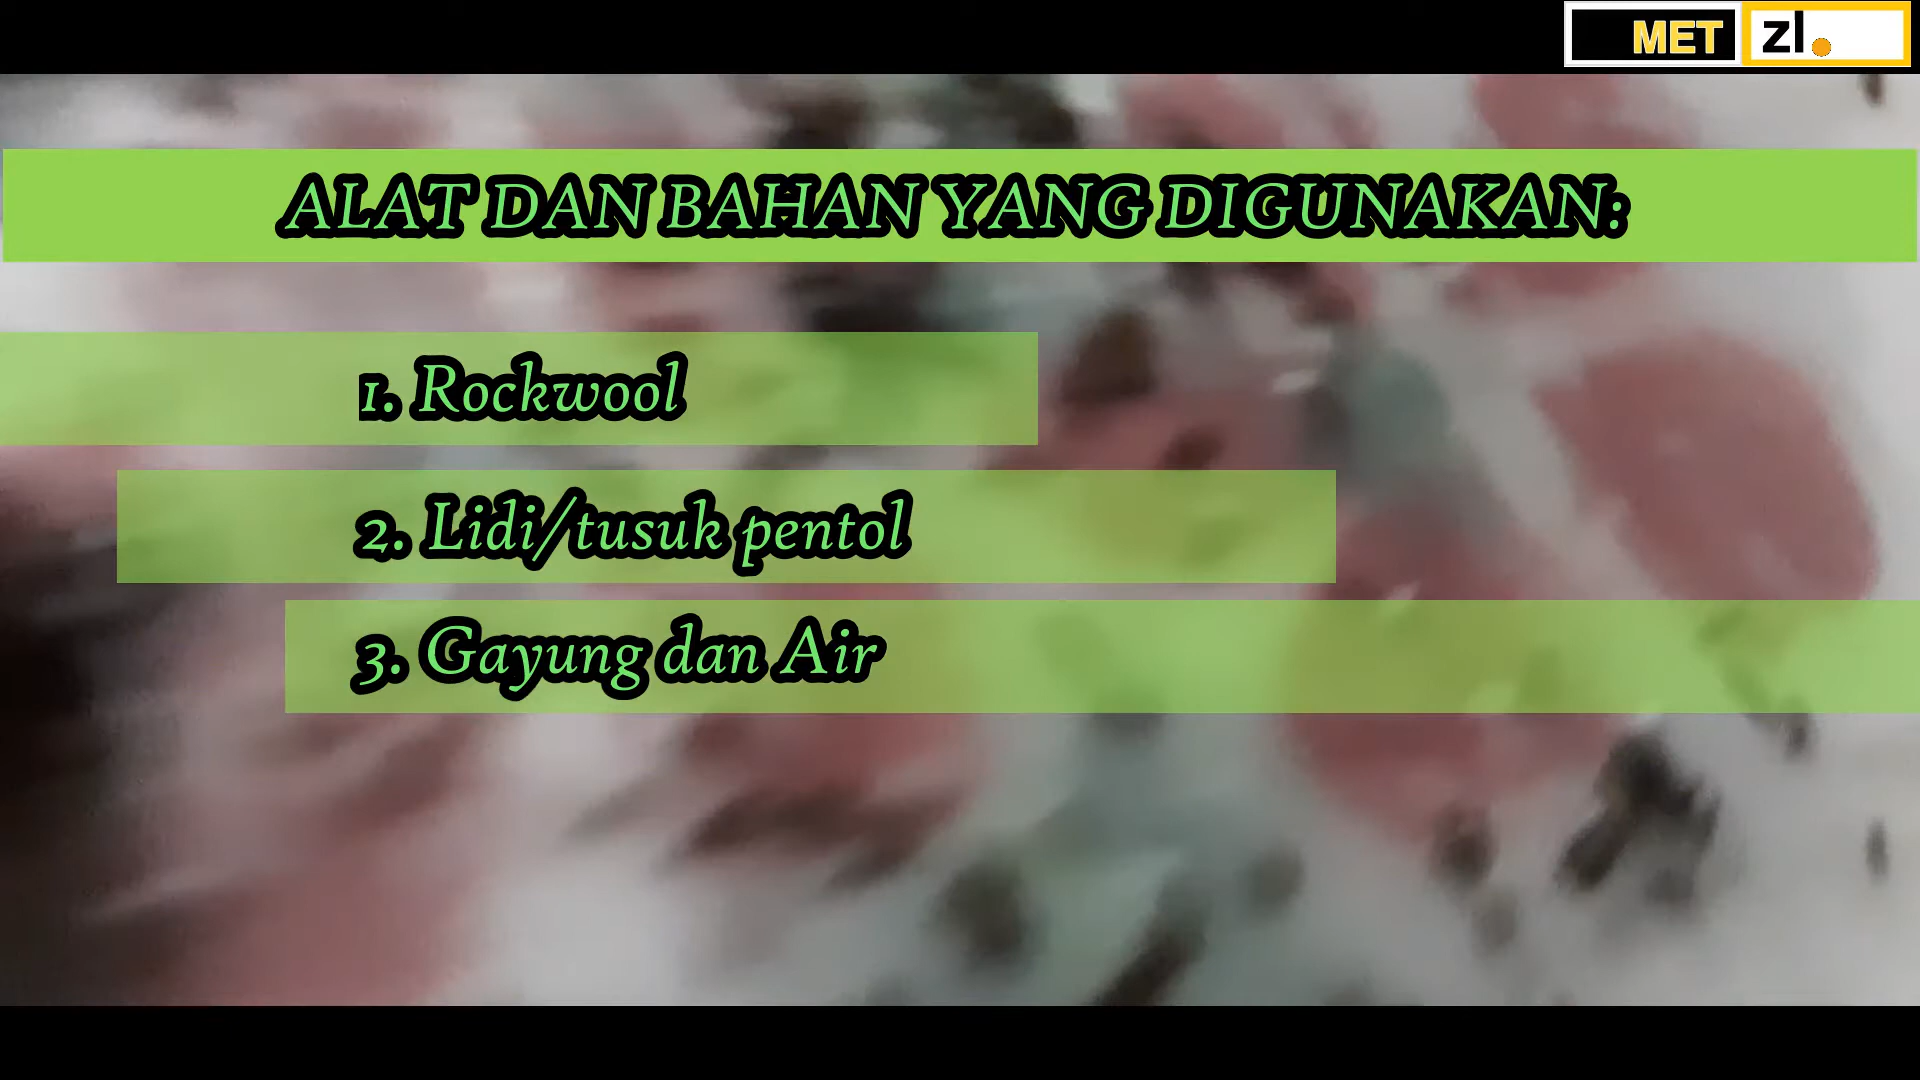 MET zl.
ALAT DAN BAHAN YANG DIGUNAKAN:
1. Rockwool
2. Lidi/tusuk pentol
3. Gayung dan Air